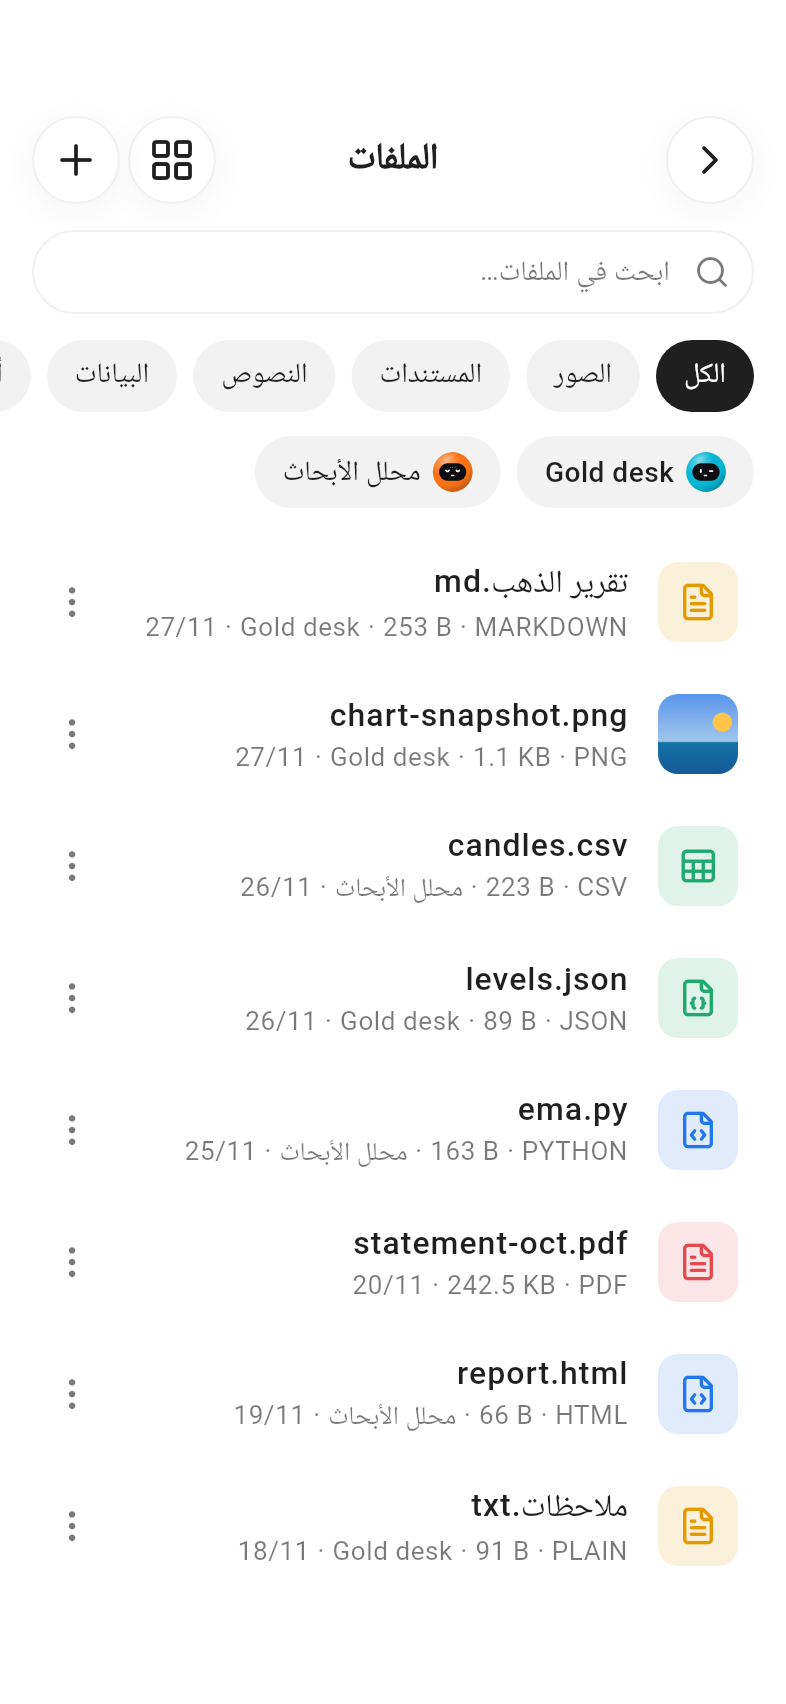 الملفات
ابحث في الملفات...
الكل
الصور
المستندات
النصوص
البيانات
Gold desk
محلل الأبحاث
تقرير الذهب.md
MARKDOWN · 253 B · Gold desk · 27/11
chart-snapshot.png
PNG · 1.1 KB · Gold desk · 27/11
candles.csv
CSV · 223 B · محلل الأبحاث · 26/11
levels.json
JSON · 89 B · Gold desk · 26/11
ema.py
PYTHON · 163 B · محلل الأبحاث · 25/11
statement-oct.pdf
PDF · 242.5 KB · 20/11
report.html
HTML · 66 B · محلل الأبحاث · 19/11
ملاحظات.txt
PLAIN · 91 B · Gold desk · 18/11